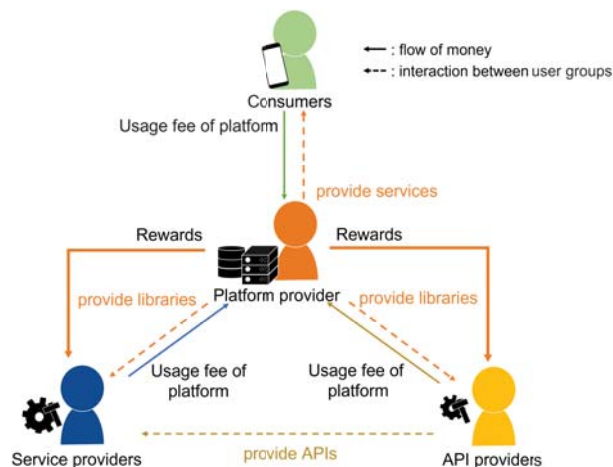 : flow of money
: interaction between user groups
Consumers
Usage fee of platform
provide services
Rewards
Rewards
provide libraries
Platform provider
provide libraries
Usage fee of
platform
Usage fee of
platform
Service providers
provide APIs
API providers